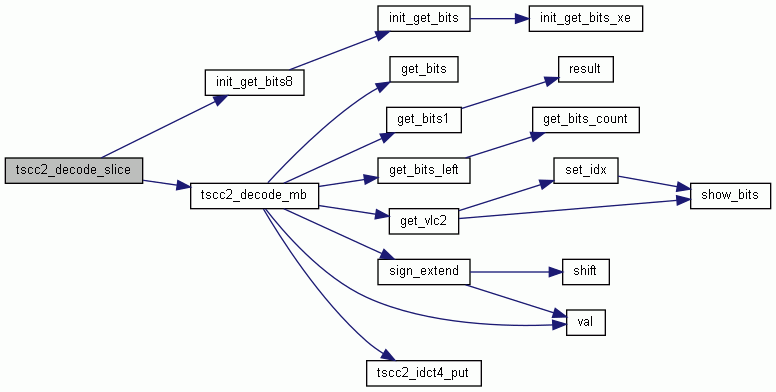 init_get_bits
init_get_bits_xe
init_get_bits8
get_bits
result
get_bits1
get_bits_count
tscc2_decode_slice
get_bits_left
set_idx
tscc2_decode_mb
show_bits
get_vlc2
sign_extend
shift
val
tscc2_idct4_put